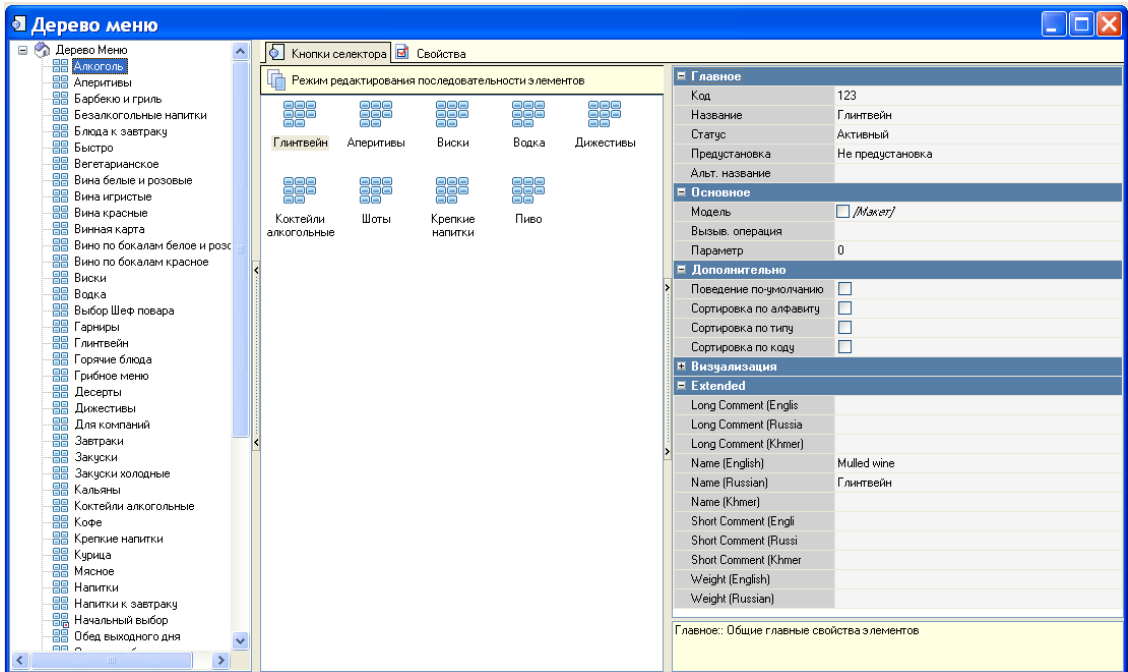 Дерево меню
Дерево Меню
Алкоголь
Аперитивы
Барбекю и гриль
Безалкогольные напитки
Блюда к завтраку
Быстро
Вегетарианское
Вина белые и розовые
Вина игристые
Вина красные
Винная карта
Вино по бокалам белое и розо
Вино по бокалам красное
Виски
Водка
Выбор Шеф повара
Гарниры
Глинтвейн
Горячие блюда
Грибное меню
Десерты
Дижестивы
Для компаний
Завтраки
Закуски
Закуски холодные
Кальяны
Коктейли алкогольные
Кофе
Крепкие напитки
Курица
Мясное
Напитки
Напитки к завтраку
Начальный выбор
Обед выходного дня
Кнопки селектора
Свойства
Режим редактирования последовательности элементов
Глинтвейн
Аперитивы
Виски
Водка
Дижестивы
Коктейли
алкогольные
Шоты
Крепкие
напитки
Пиво
Главное
Код 123
Название Глинтвейн
Статус Активный
Предустановка Не предустановка
Альт. название
Основное
Модель [Макет]
Вызыв. операция
Параметр 0
Дополнительно
Поведение по-умолчанию
Сортировка по алфавиту
Сортировка по типу
Сортировка по коду
Визуализация
Extended
Long Comment (Englis
Long Comment (Russia
Long Comment (Khmer)
Name (English) Mulled wine
Name (Russian) Глинтвейн
Name (Khmer)
Short Comment (Engli
Short Comment (Russi
Short Comment (Khmer
Weight (English)
Weight (Russian)
Главное:: Общие главные свойства элементов